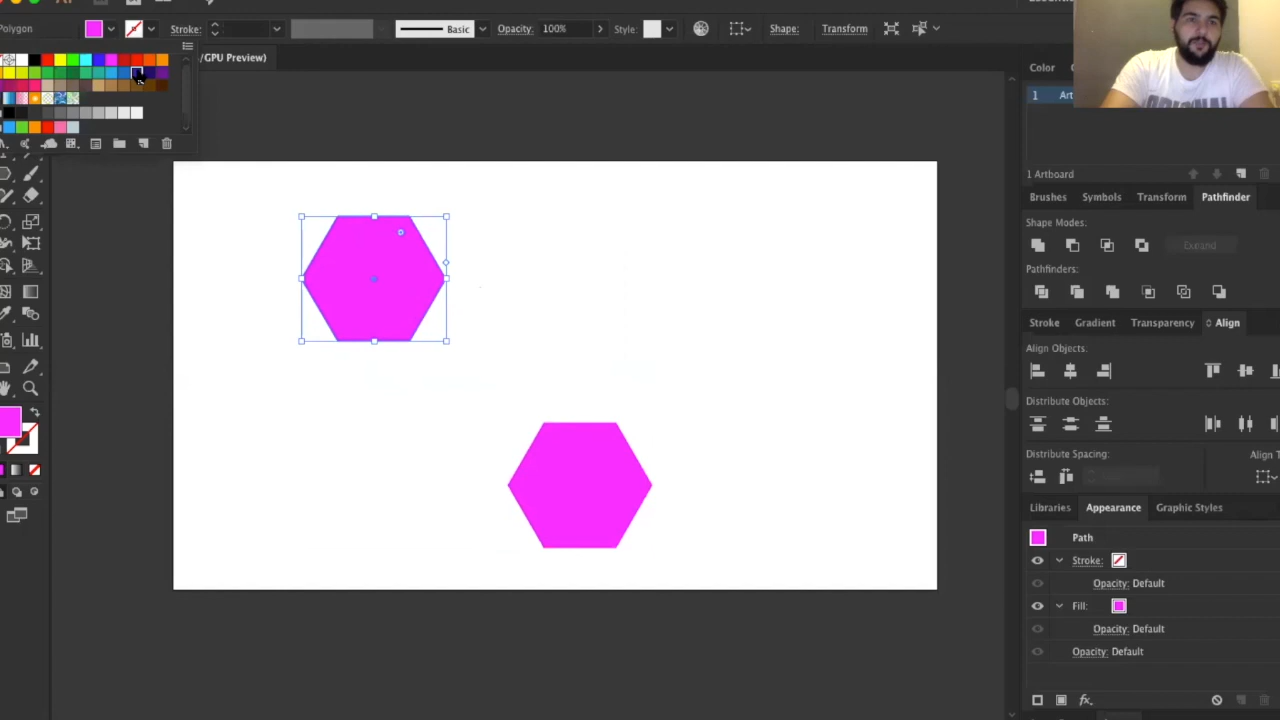 Polygon
Stroke:
Basic
Opacity: 100%
Style:
Shape:
Transform
/GPU Preview)
Color
1 Art
1 Artboard
Brushes Symbols Transform Pathfinder
Shape Modes:
Expand
Pathfinders:
Stroke Gradient Transparency Align
Align Objects:
Distribute Objects:
Distribute Spacing:
Align T
Libraries Appearance Graphic Styles
Path
Stroke:
Opacity: Default
Fill:
Opacity: Default
Opacity: Default
fx
ORIGINAL